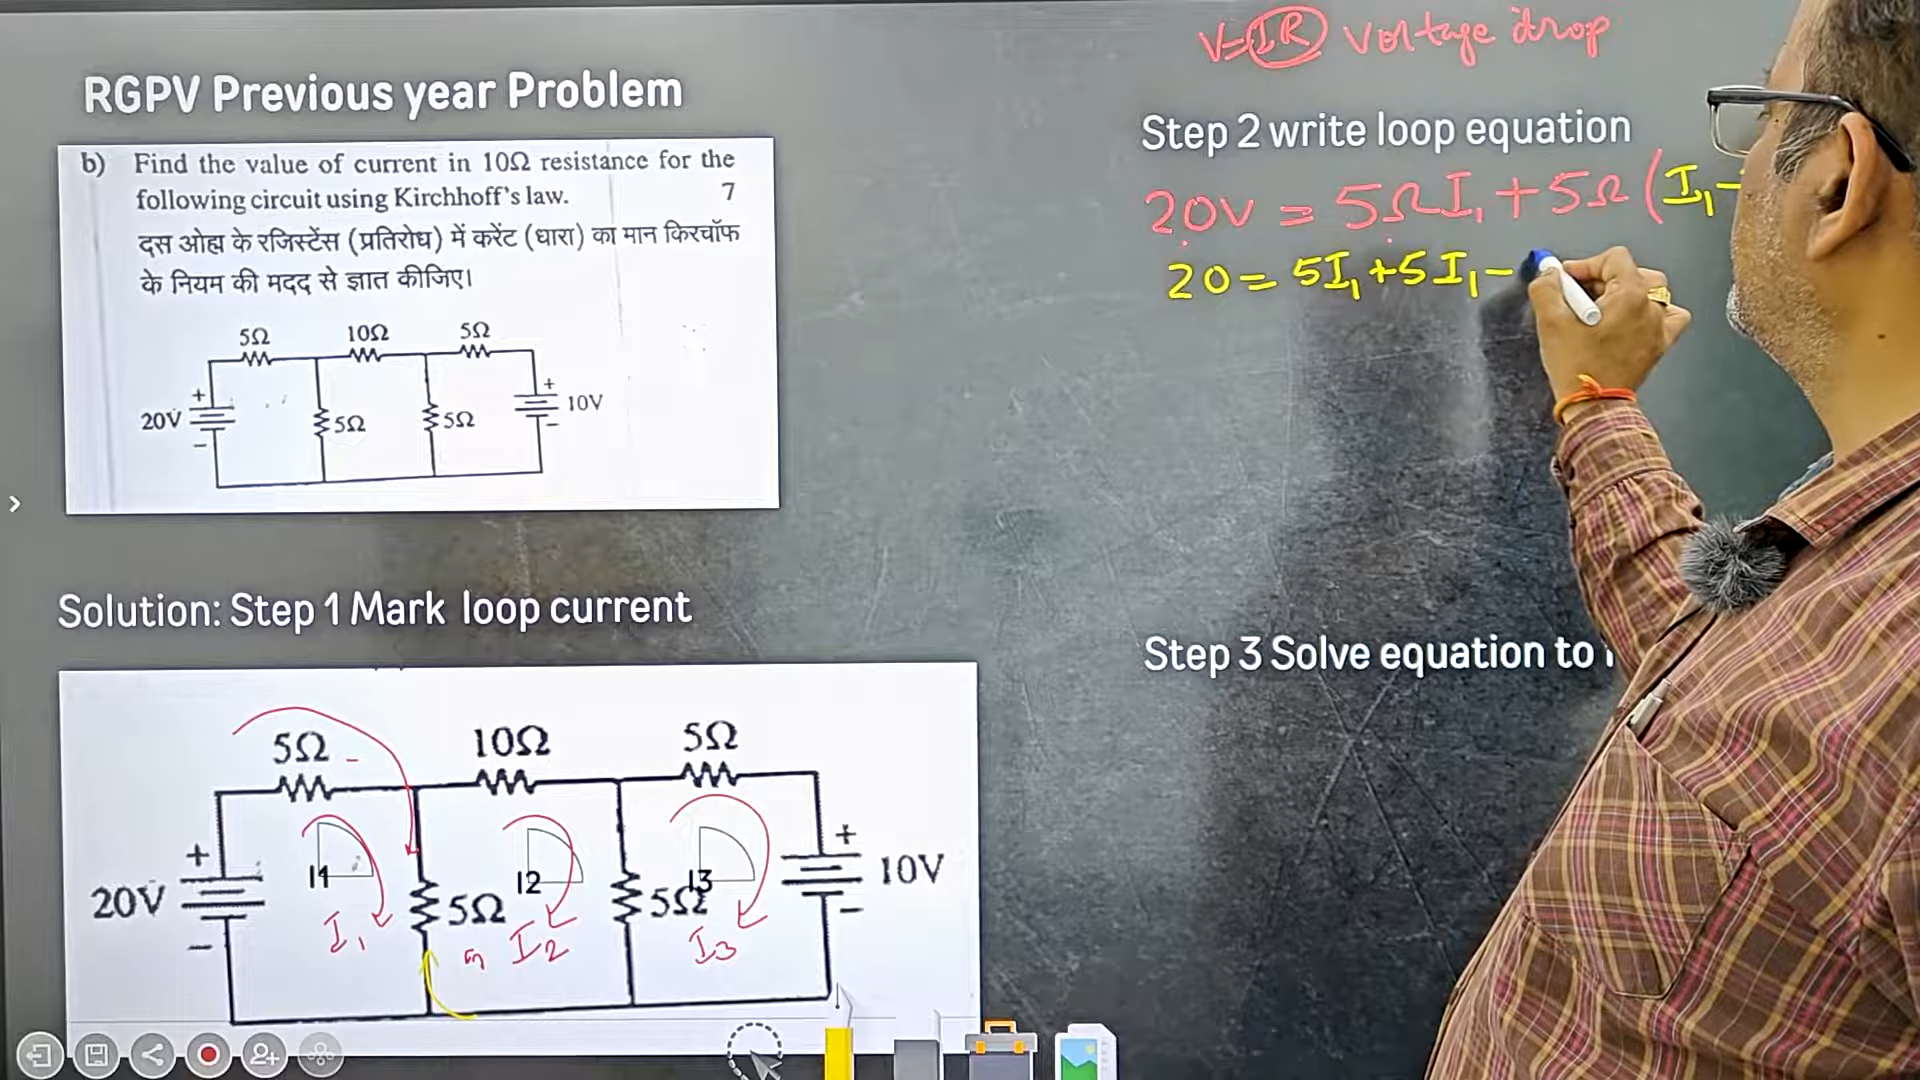 RGPV Previous year Problem
b) Find the value of current in 10Ω resistance for the
following circuit using Kirchhoff's law. 7
दस ओह्म के रजिस्टेंस (प्रतिरोध) में करेंट (धारा) का मान किरचॉफ
के नियम की मदद से ज्ञात कीजिए।
5Ω 10Ω 5Ω
20V 5Ω 5Ω 10V
+ - + -
Solution: Step 1 Mark loop current
5Ω 10Ω 5Ω
+ +
20V I1 5Ω I2 5Ω I3 10V
I₁ I2 I3
- -
V=IR Voltage drop
Step 2 write loop equation
20V = 5ΩI₁ + 5Ω (I₁ -
20 = 5I₁ + 5I₁ -
Step 3 Solve equation to